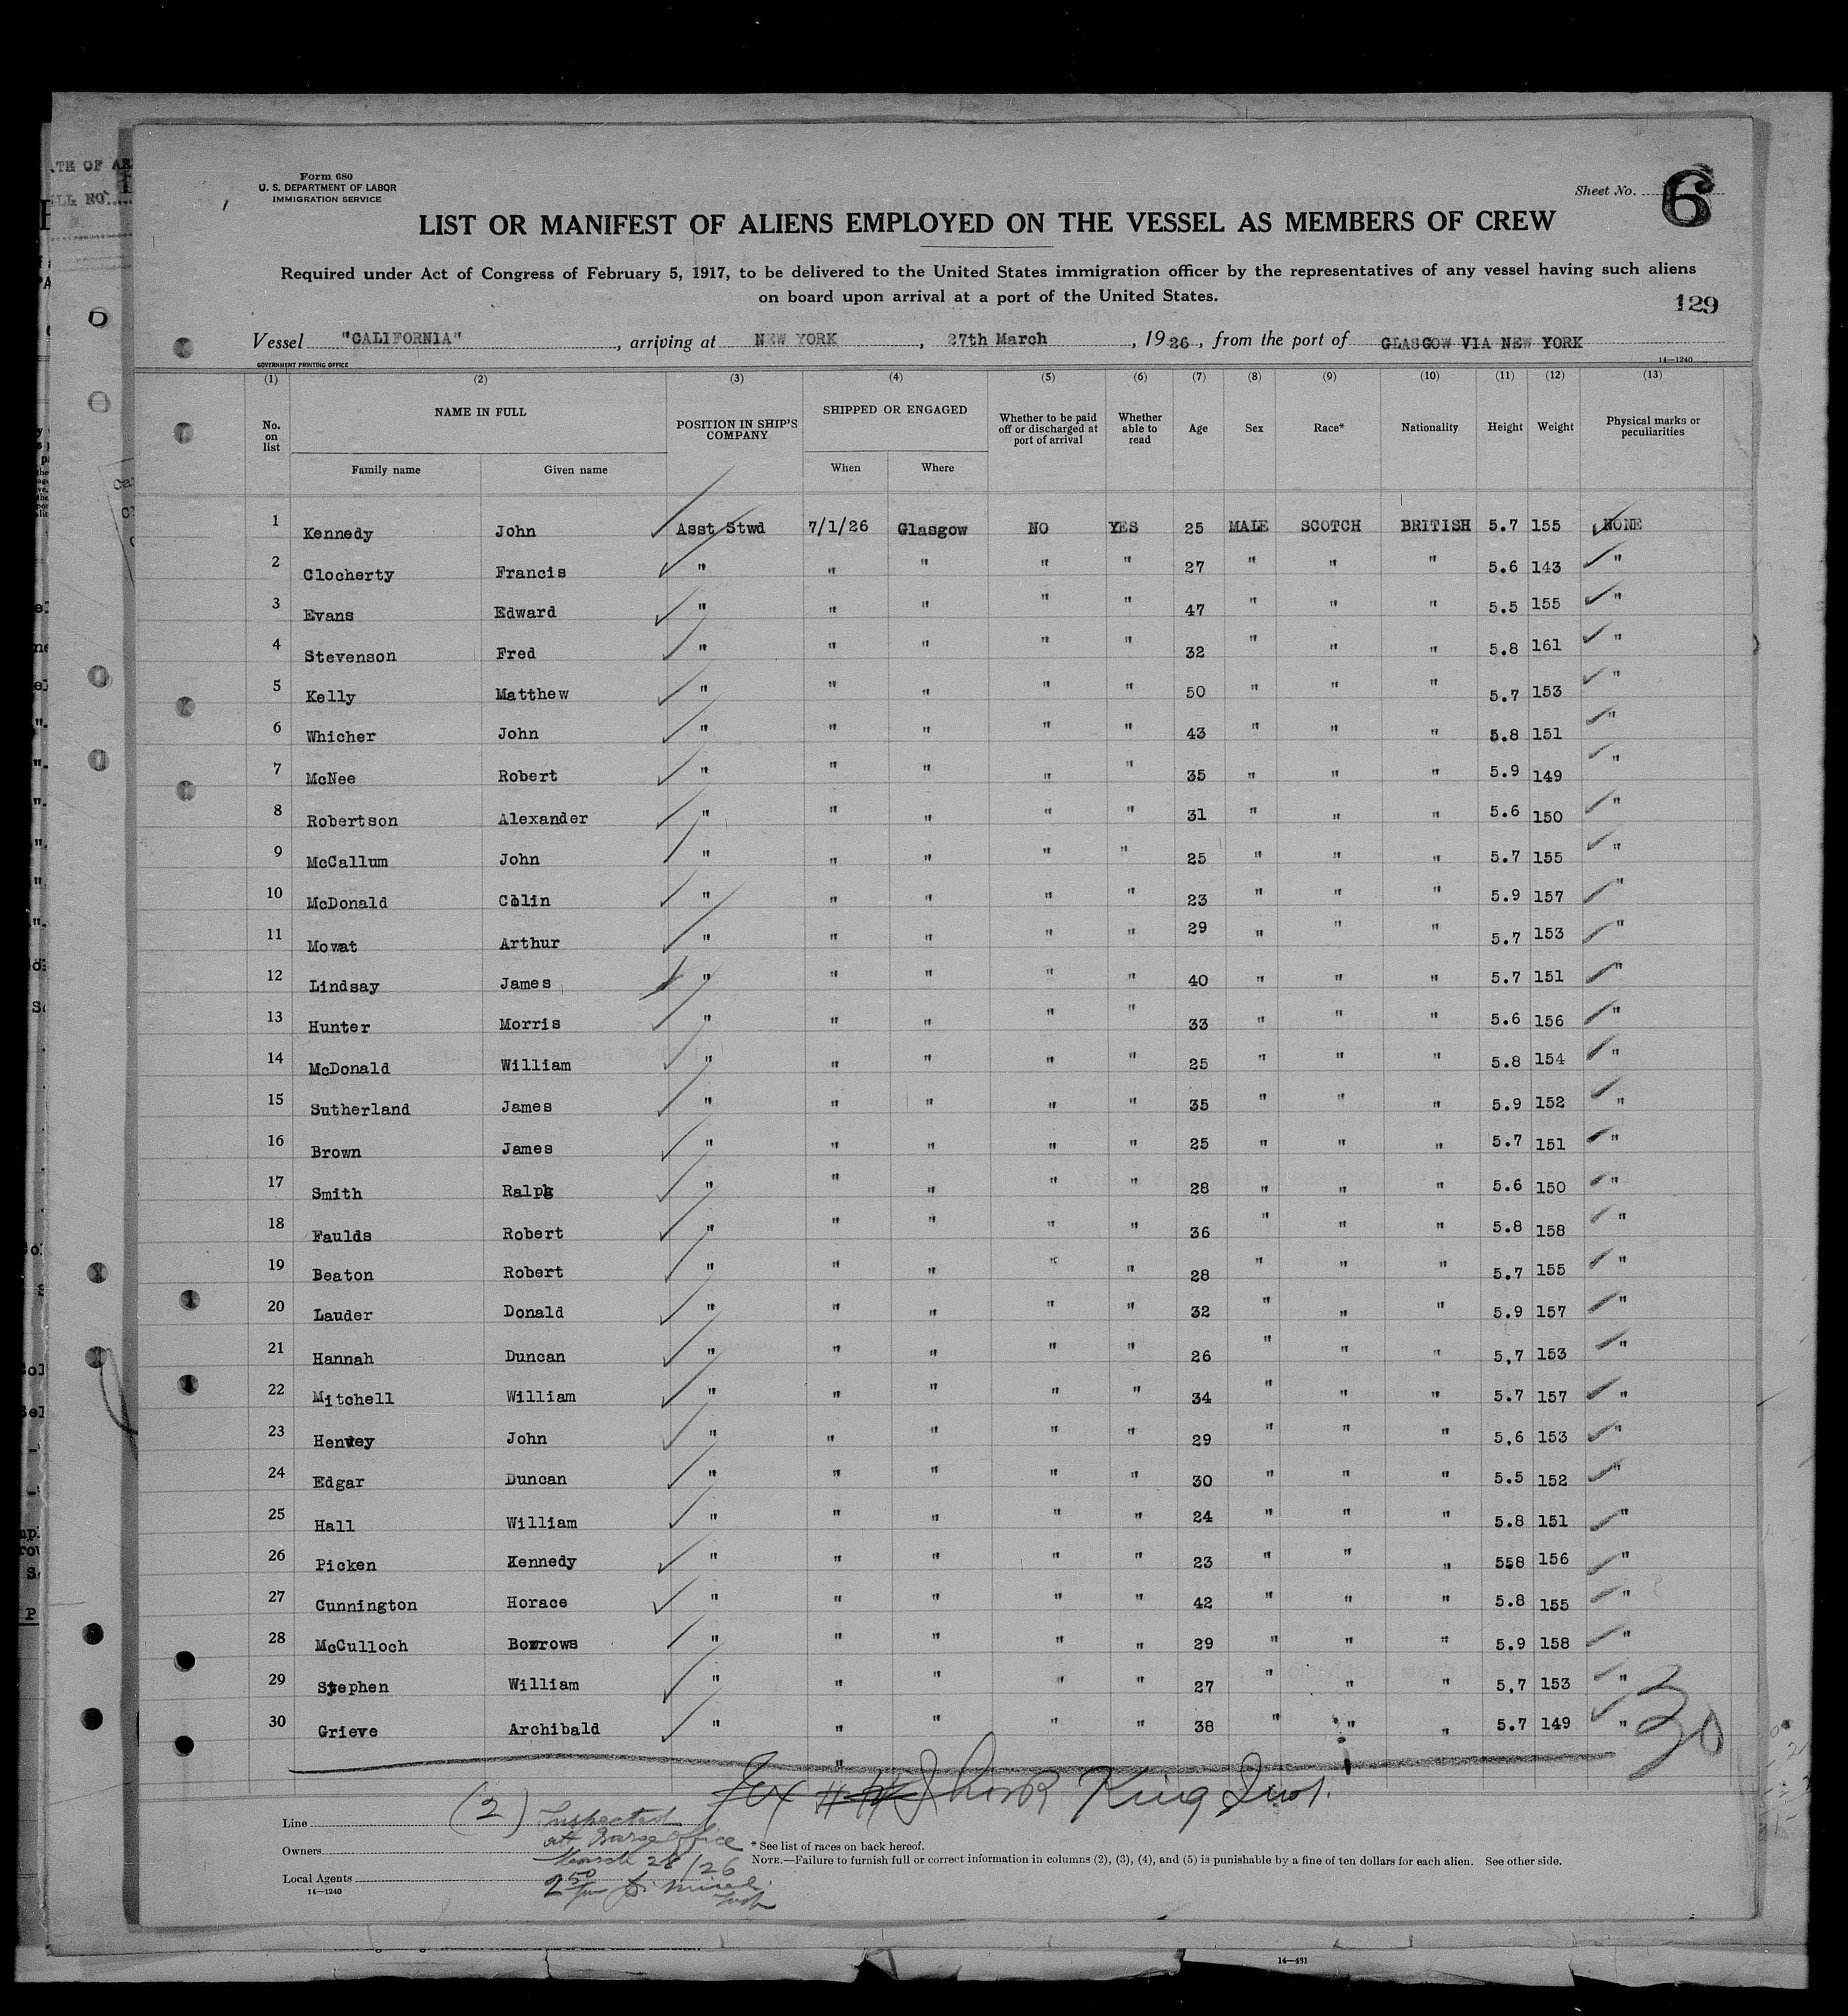 Form 680
U. S. DEPARTMENT OF LABOR
IMMIGRATION SERVICE
Sheet No. 6
LIST OR MANIFEST OF ALIENS EMPLOYED ON THE VESSEL AS MEMBERS OF CREW
Required under Act of Congress of February 5, 1917, to be delivered to the United States immigration officer by the representatives of any vessel having such aliens
on board upon arrival at a port of the United States.
129
Vessel "CALIFORNIA", arriving at NEW YORK, 27th March, 1926, from the port of GLASGOW VIA NEW YORK
GOVERNMENT PRINTING OFFICE 14—1240
(1) (2) (3) (4) (5) (6) (7) (8) (9) (10) (11) (12) (13)
No. on list NAME IN FULL Family name Given name POSITION IN SHIP'S COMPANY SHIPPED OR ENGAGED When Where Whether to be paid off or discharged at port of arrival Whether able to read Age Sex Race* Nationality Height Weight Physical marks or peculiarities
1 Kennedy John Asst Stwd 7/1/26 Glasgow NO YES 25 MALE SCOTCH BRITISH 5.7 155 NONE
2 Clocherty Francis " " " " " 27 " " " 5.6 143 "
3 Evans Edward " " " " " 47 " " " 5.5 155 "
4 Stevenson Fred " " " " " 32 " " " 5.8 161 "
5 Kelly Matthew " " " " " 50 " " " 5.7 153 "
6 Whicher John " " " " " 43 " " " 5.8 151 "
7 McNee Robert " " " " " 35 " " " 5.9 149 "
8 Robertson Alexander " " " " " 31 " " " 5.6 150 "
9 McCallum John " " " " " 25 " " " 5.7 155 "
10 McDonald Colin " " " " " 23 " " " 5.9 157 "
11 Mowat Arthur " " " " " 29 " " " 5.7 153 "
12 Lindsay James " " " " " 40 " " " 5.7 151 "
13 Hunter Morris " " " " " 33 " " " 5.6 156 "
14 McDonald William " " " " " 25 " " " 5.8 154 "
15 Sutherland James " " " " " 35 " " " 5.9 152 "
16 Brown James " " " " " 25 " " " 5.7 151 "
17 Smith Ralph " " " " " 28 " " " 5.6 150 "
18 Faulds Robert " " " " " 36 " " " 5.8 158 "
19 Beaton Robert " " " " " 28 " " " 5.7 155 "
20 Lauder Donald " " " " " 32 " " " 5.9 157 "
21 Hannah Duncan " " " " " 26 " " " 5,7 153 "
22 Mitchell William " " " " " 34 " " " 5.7 157 "
23 Henvey John " " " " " 29 " " " 5,6 153 "
24 Edgar Duncan " " " " " 30 " " " 5.5 152 "
25 Hall William " " " " " 24 " " " 5.8 151 "
26 Picken Kennedy " " " " " 23 " " " 558 156 "
27 Cunnington Horace " " " " " 42 " " " 5.8 155 "
28 McCulloch Borrows " " " " " 29 " " " 5.9 158 "
29 Stephen William " " " " " 27 " " " 5,7 153 "
30 Grieve Archibald " " " " " 38 " " " 5.7 149 "
30
"
King Insp.
(2) Inspected
at Barge Office
March 28/26
2 50
Line
Owners
Local Agents
14—1240
* See list of races on back hereof.
NOTE.—Failure to furnish full or correct information in columns (2), (3), (4), and (5) is punishable by a fine of ten dollars for each alien. See other side.
14—431